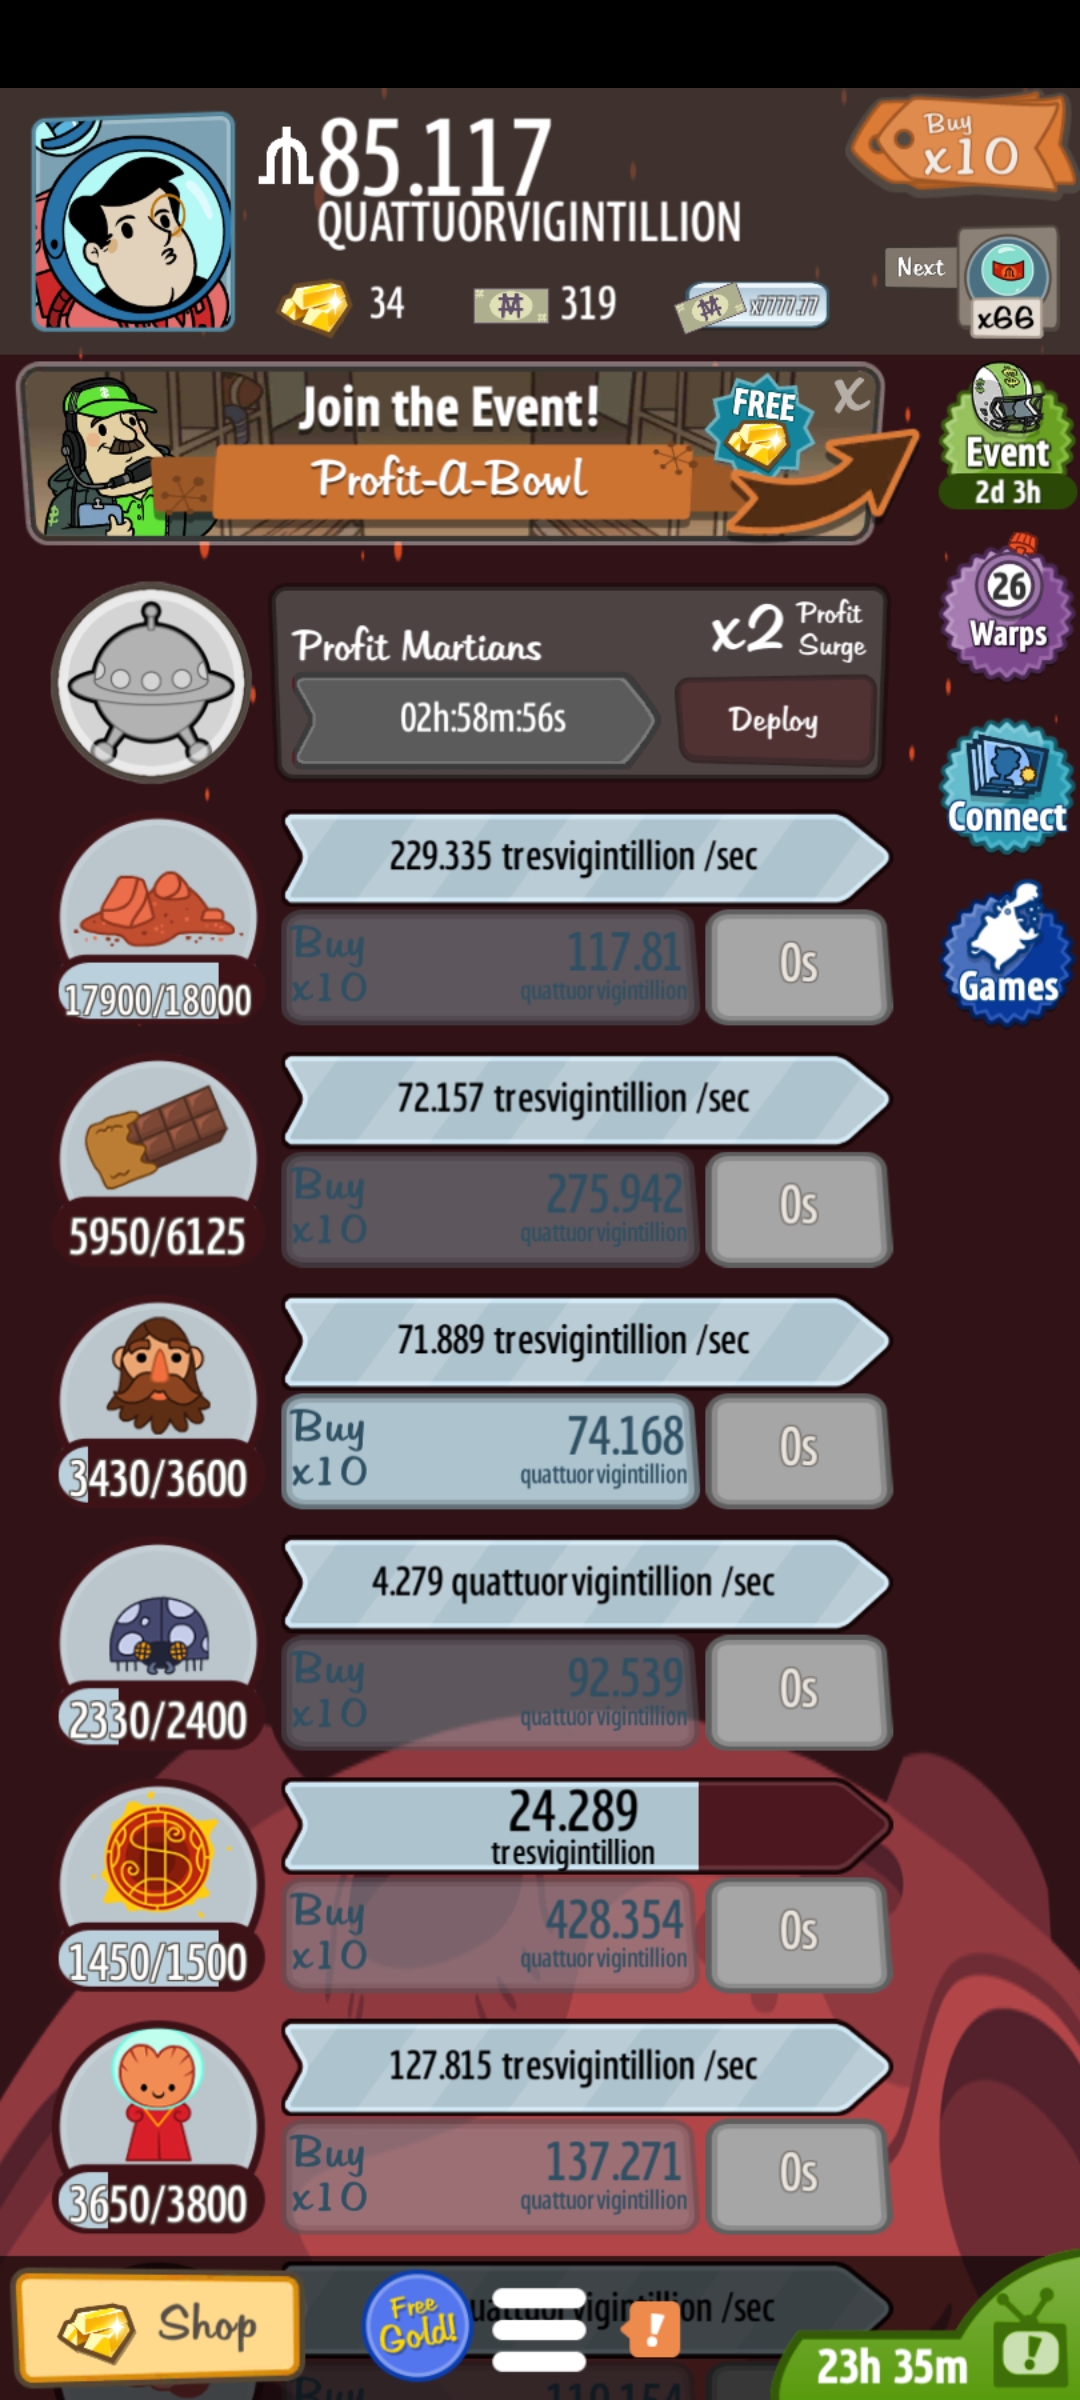 85.117
QUATTUORVIGINTILLION
Buy
x10
34
319
x7777.77
Next
x66
Join the Event!
FREE
X
Profit-A-Bowl
Event
2d 3h
Profit Martians
x2 Profit Surge
02h:58m:56s
Deploy
26
Warps
Connect
Games
229.335 tresvigintillion /sec
17900/18000
Buy x10
117.81
quattuorvigintillion
0s
72.157 tresvigintillion /sec
5950/6125
Buy x10
275.942
quattuorvigintillion
0s
71.889 tresvigintillion /sec
3430/3600
Buy x10
74.168
quattuorvigintillion
0s
4.279 quattuorvigintillion /sec
2330/2400
Buy x10
92.539
quattuorvigintillion
0s
24.289
tresvigintillion
1450/1500
Buy x10
428.354
quattuorvigintillion
0s
127.815 tresvigintillion /sec
3650/3800
Buy x10
137.271
quattuorvigintillion
0s
Shop
Free
Gold!
/sec
!
23h 35m
!
Buy